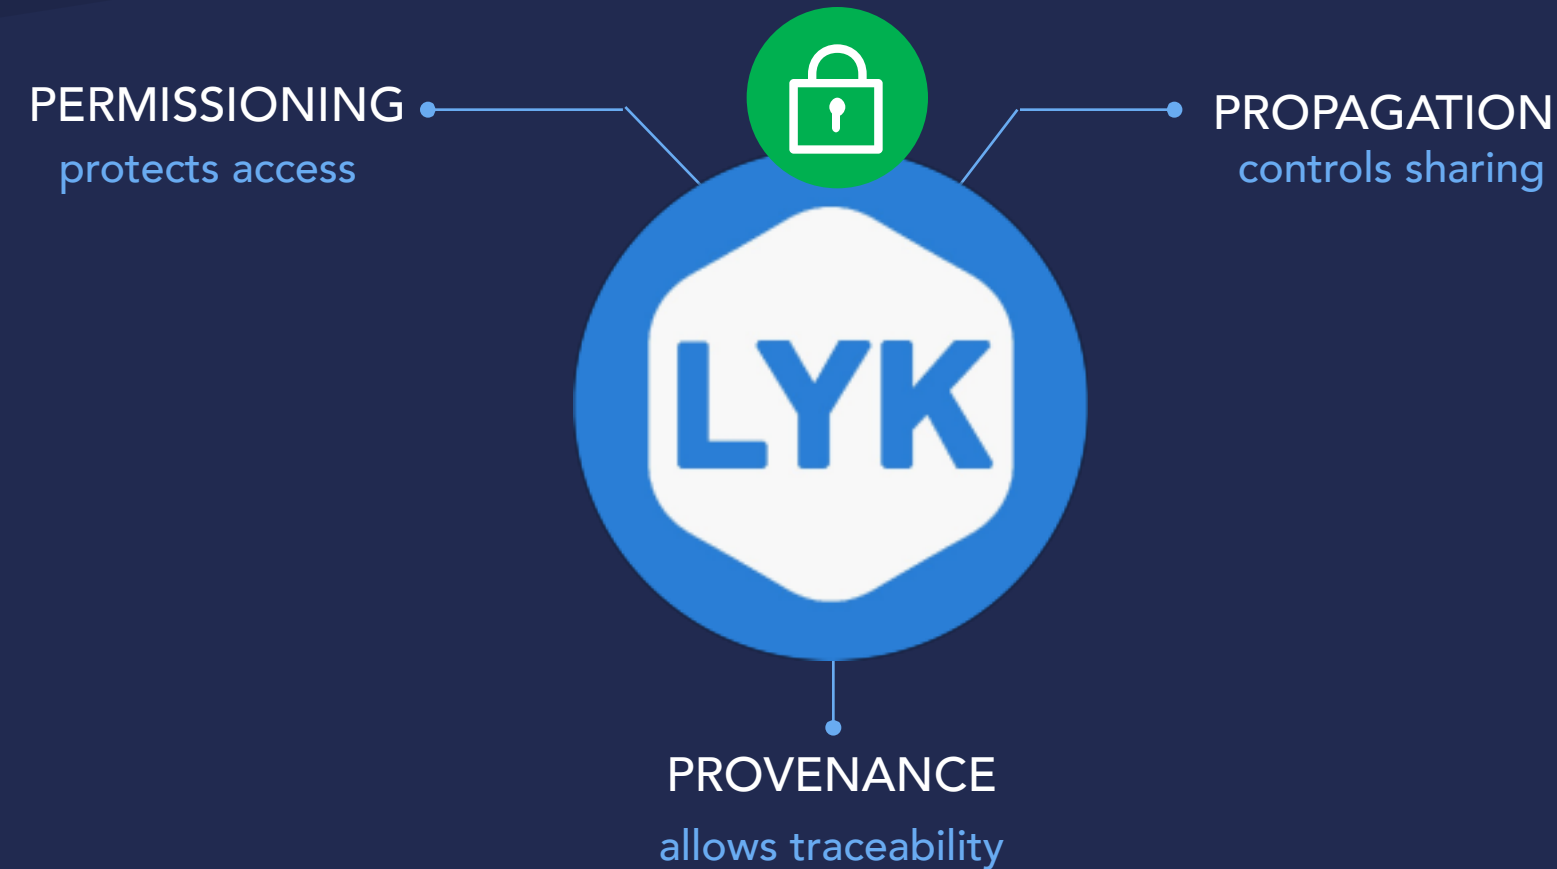 PERMISSIONING
protects access
PROPAGATION
controls sharing
LYK
PROVENANCE
allows traceability